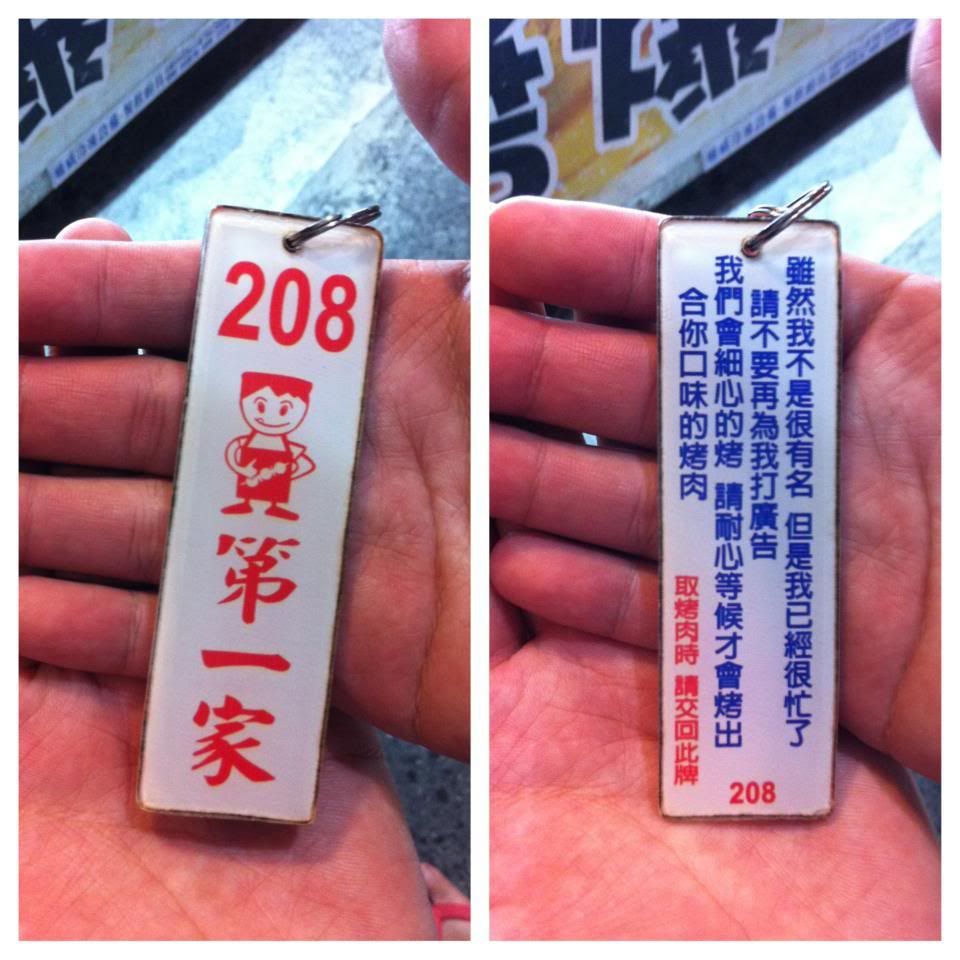 208
第一家
雖然我不是很有名 但是我已經很忙了
請不要再為我打廣告
我們會細心的烤 請耐心等候才會烤出
合你口味的烤肉
取烤肉時 請交回此牌
208